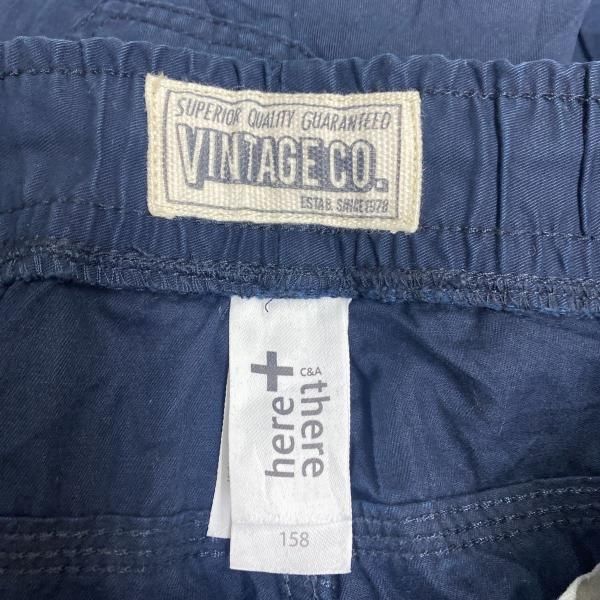 SUPERIOR QUALITY GUARANTEED
VINTAGE CO.
ESTAB. SINCE 1978
here + there
C&A
158